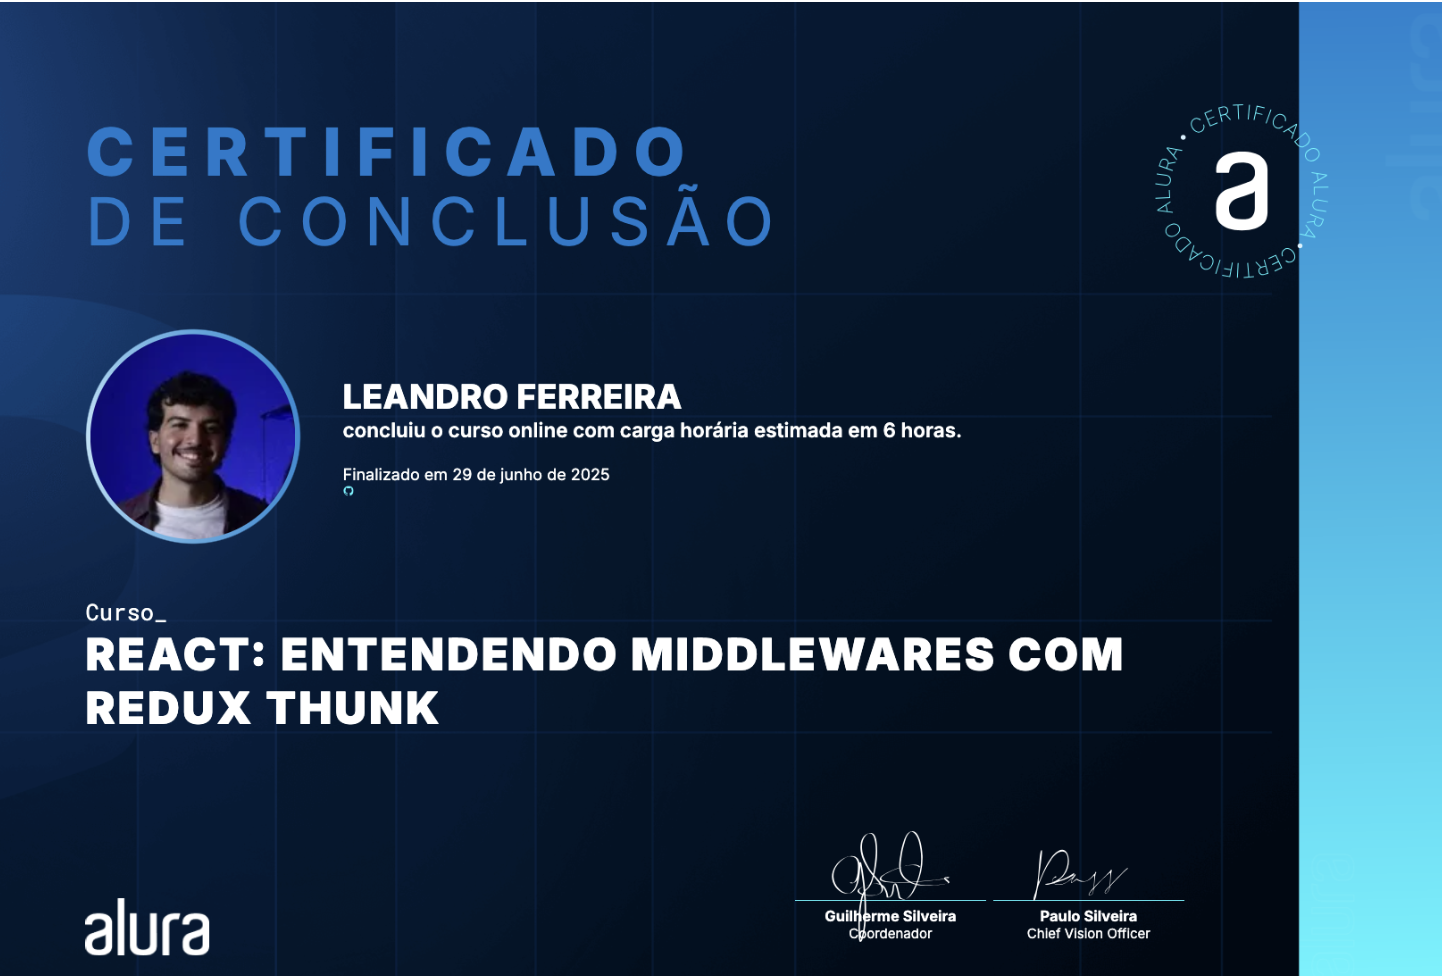 CERTIFICADO
DE CONCLUSÃO
CERTIFICADO ALURA • CERTIFICADO ALURA •
a
LEANDRO FERREIRA
concluiu o curso online com carga horária estimada em 6 horas.
Finalizado em 29 de junho de 2025
Curso_
REACT: ENTENDENDO MIDDLEWARES COM
REDUX THUNK
Guilherme Silveira
Coordenador
Paulo Silveira
Chief Vision Officer
alura
alura